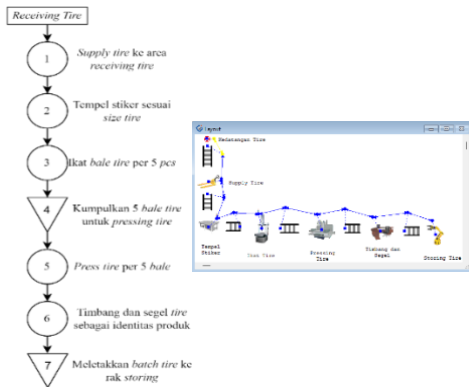 Receiving Tire
1
Supply tire ke area
receiving tire
2
Tempel stiker sesuai
size tire
3
Ikat bale tire per 5 pcs
4
Kumpulkan 5 bale tire
untuk pressing tire
5
Press tire per 5 bale
6
Timbang dan segel tire
sebagai identitas produk
7
Meletakkan batch tire ke
rak storing
Layout
Kedatangan Tire
Supply Tire
Tempel
Stiker
Ikat Tire
Pressing
Tire
Timbang dan
Segel
Storing Tire